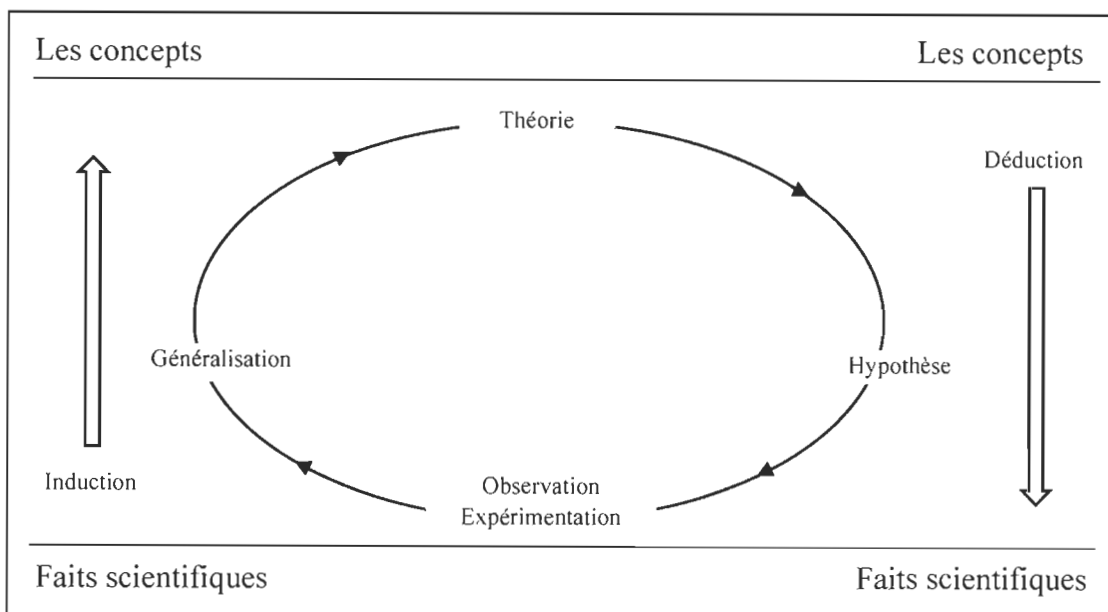 Les concepts
Les concepts
Théorie
Déduction
Généralisation
Hypothèse
Induction
Observation
Expérimentation
Faits scientifiques
Faits scientifiques